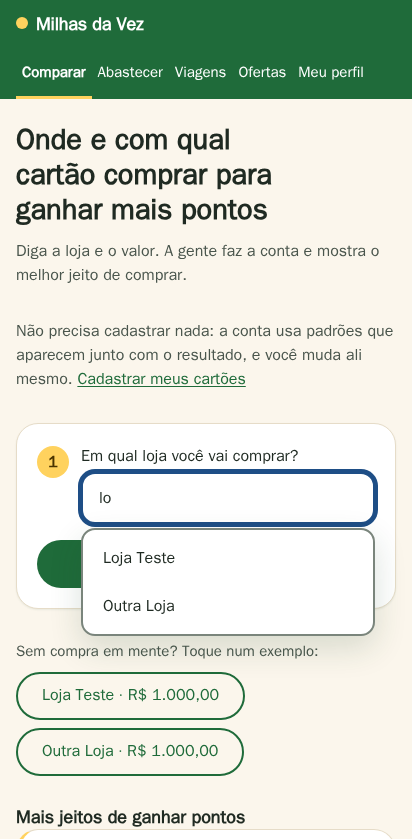 Milhas da Vez
Comparar Abastecer Viagens Ofertas Meu perfil
Onde e com qual
cartão comprar para
ganhar mais pontos
Diga a loja e o valor. A gente faz a conta e mostra o
melhor jeito de comprar.
Não precisa cadastrar nada: a conta usa padrões que
aparecem junto com o resultado, e você muda ali
mesmo. Cadastrar meus cartões
1 Em qual loja você vai comprar?
lo
Loja Teste
Outra Loja
Sem compra em mente? Toque num exemplo:
Loja Teste · R$ 1.000,00
Outra Loja · R$ 1.000,00
Mais jeitos de ganhar pontos